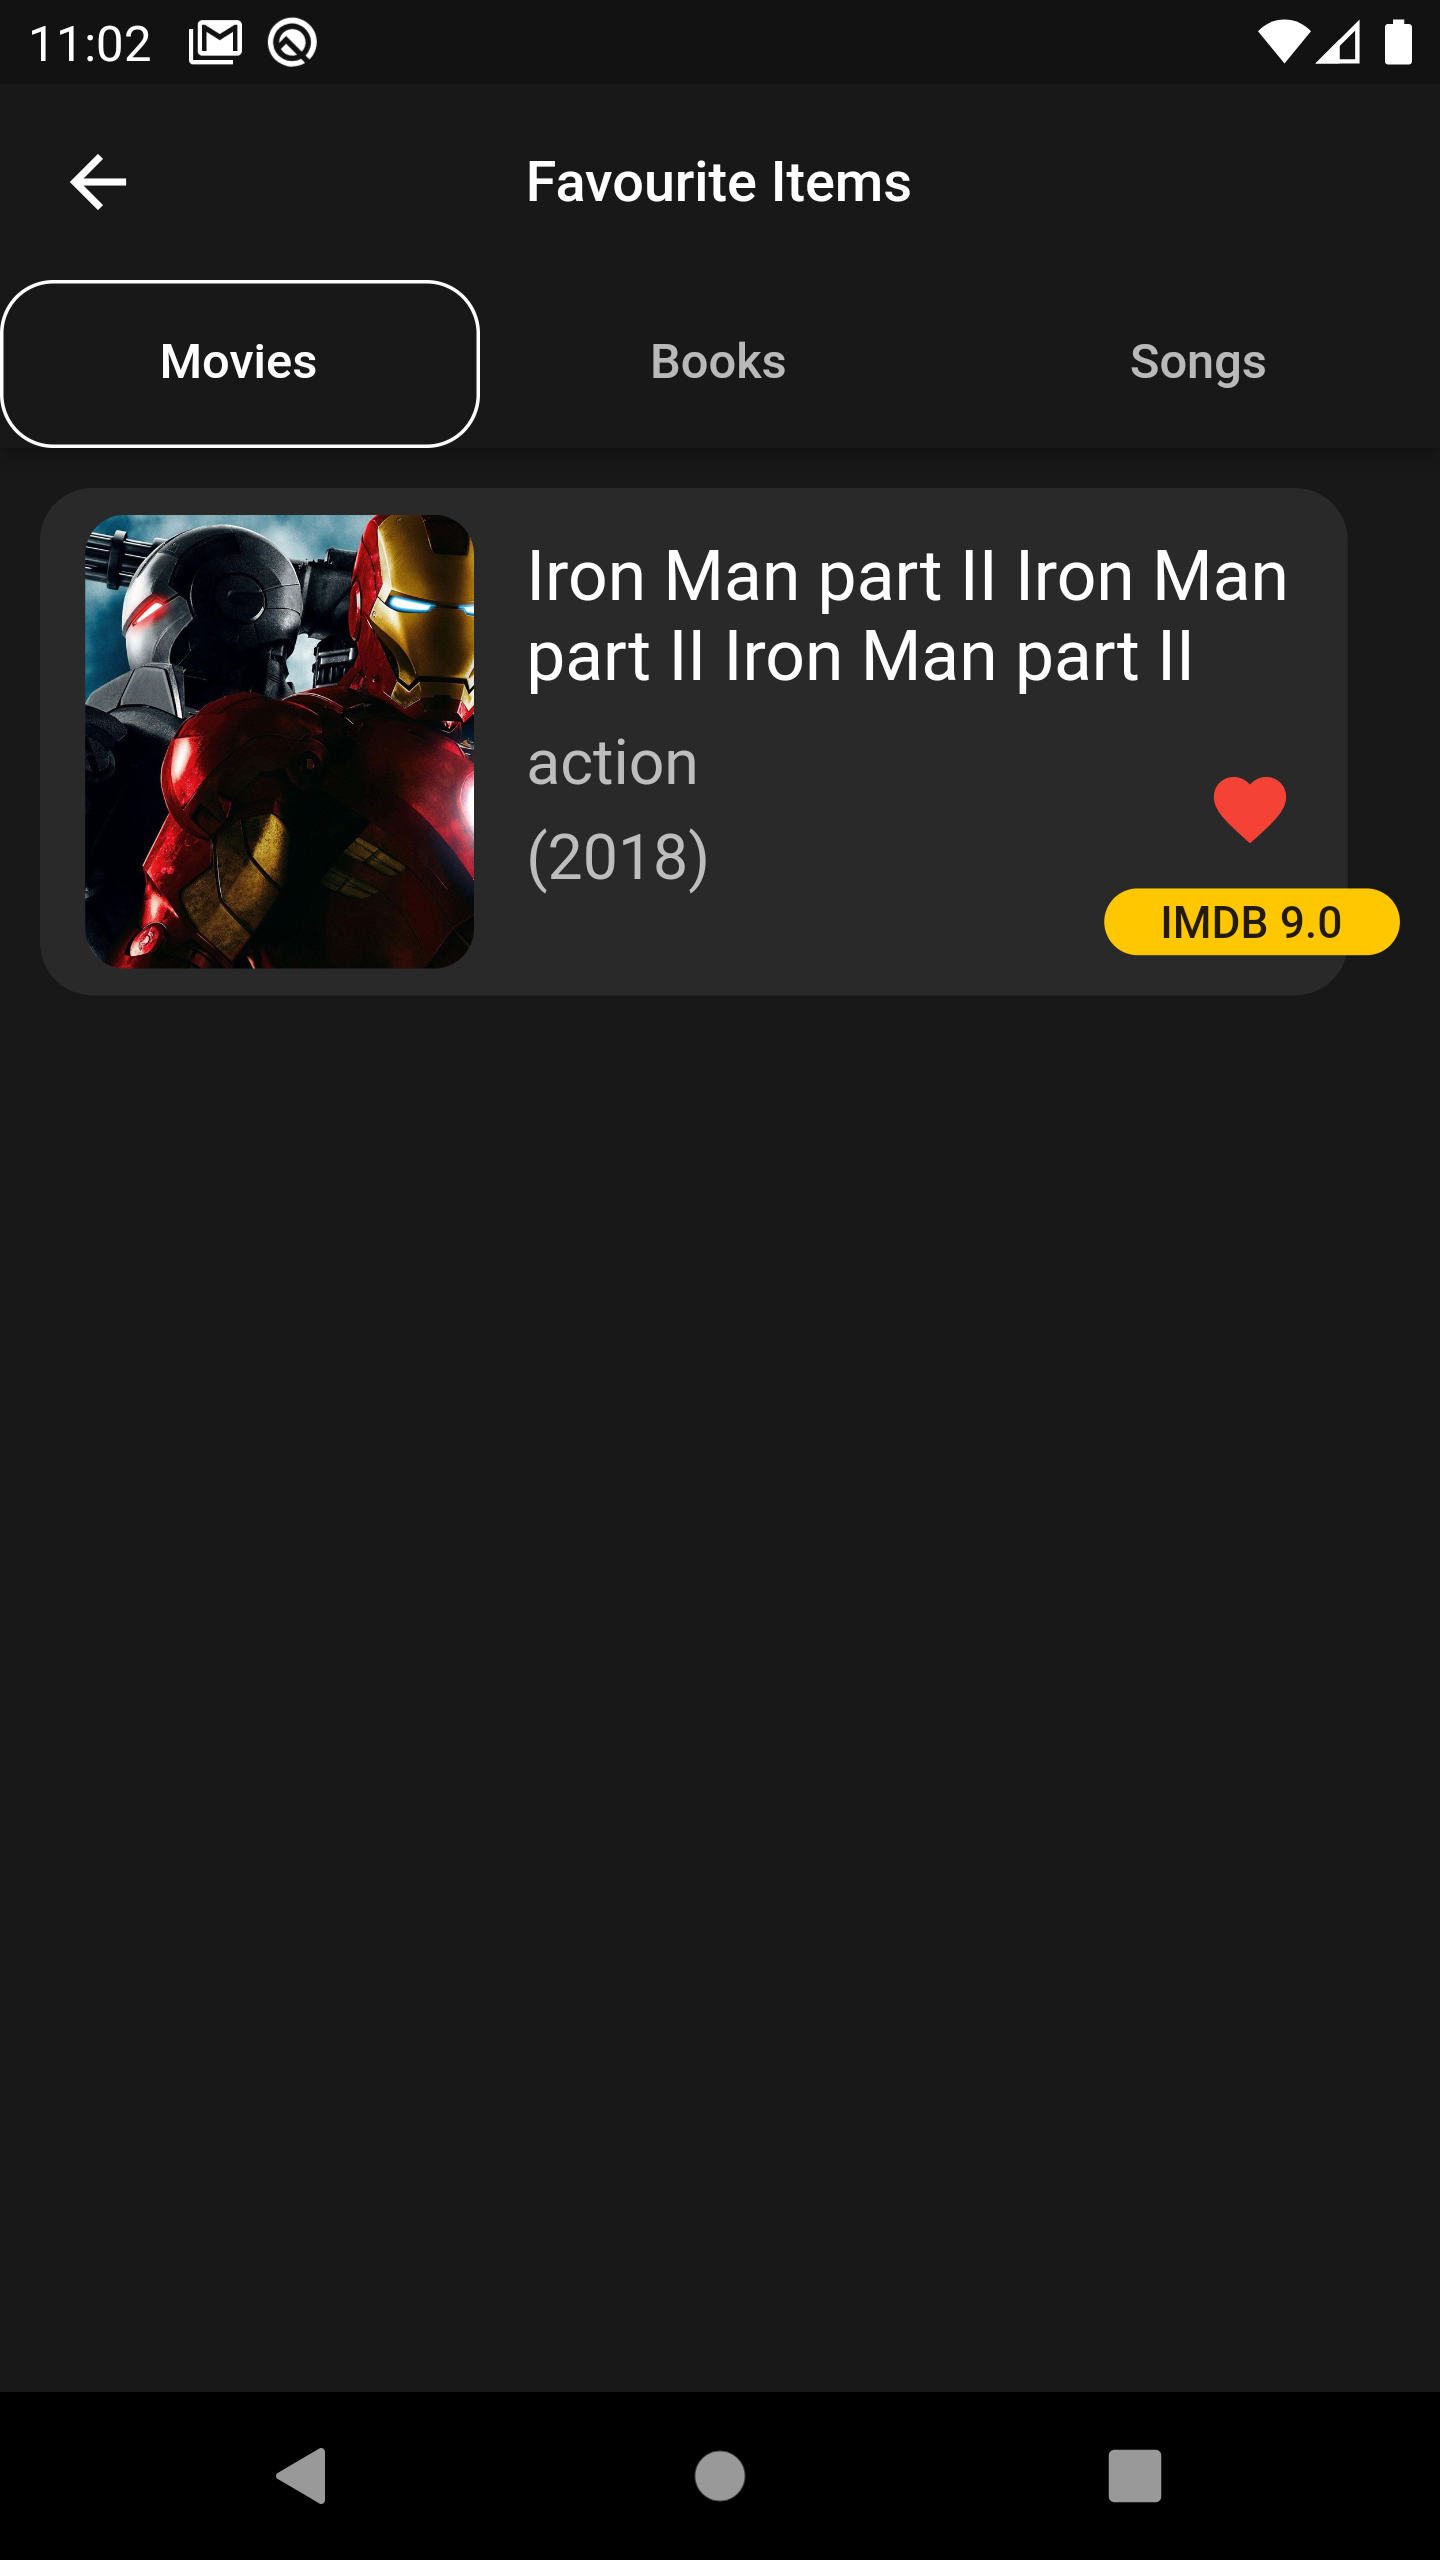 11:02
Favourite Items
Movies Books Songs
Iron Man part II Iron Man
part II Iron Man part II
action
(2018)
IMDB 9.0